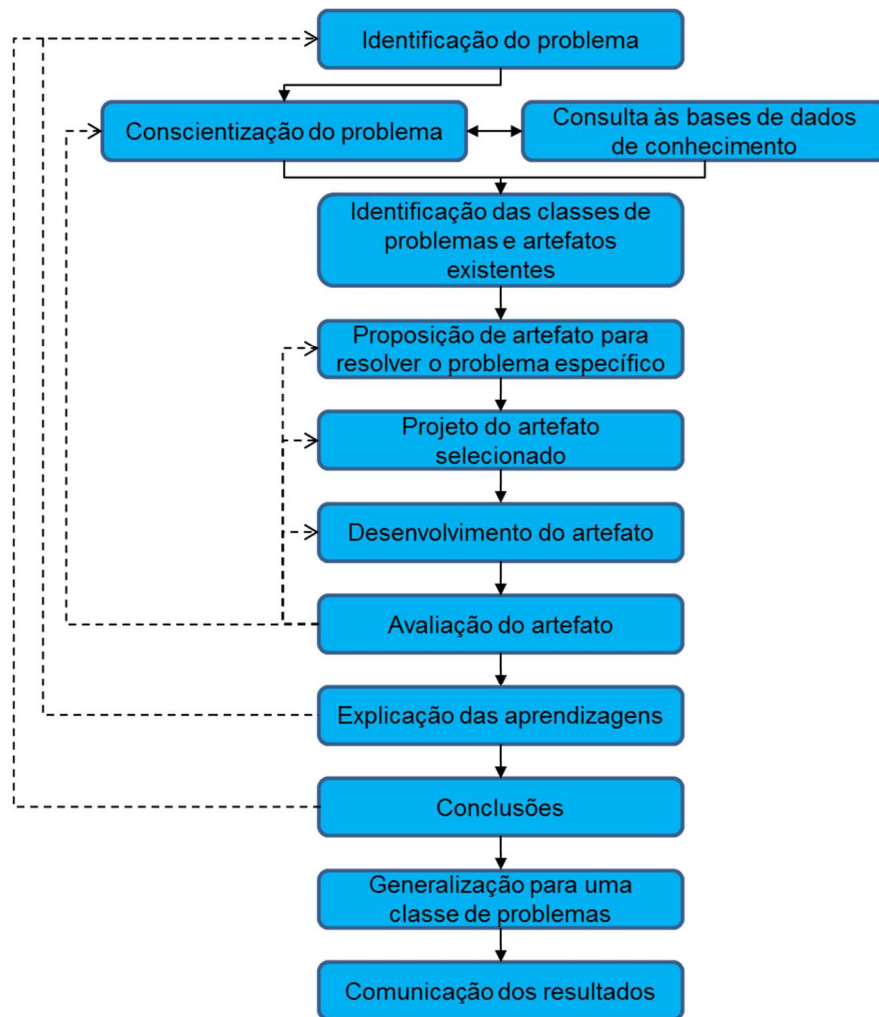 Identificação do problema
Conscientização do problema
Consulta às bases de dados
de conhecimento
Identificação das classes de
problemas e artefatos
existentes
Proposição de artefato para
resolver o problema específico
Projeto do artefato
selecionado
Desenvolvimento do artefato
Avaliação do artefato
Explicação das aprendizagens
Conclusões
Generalização para uma
classe de problemas
Comunicação dos resultados